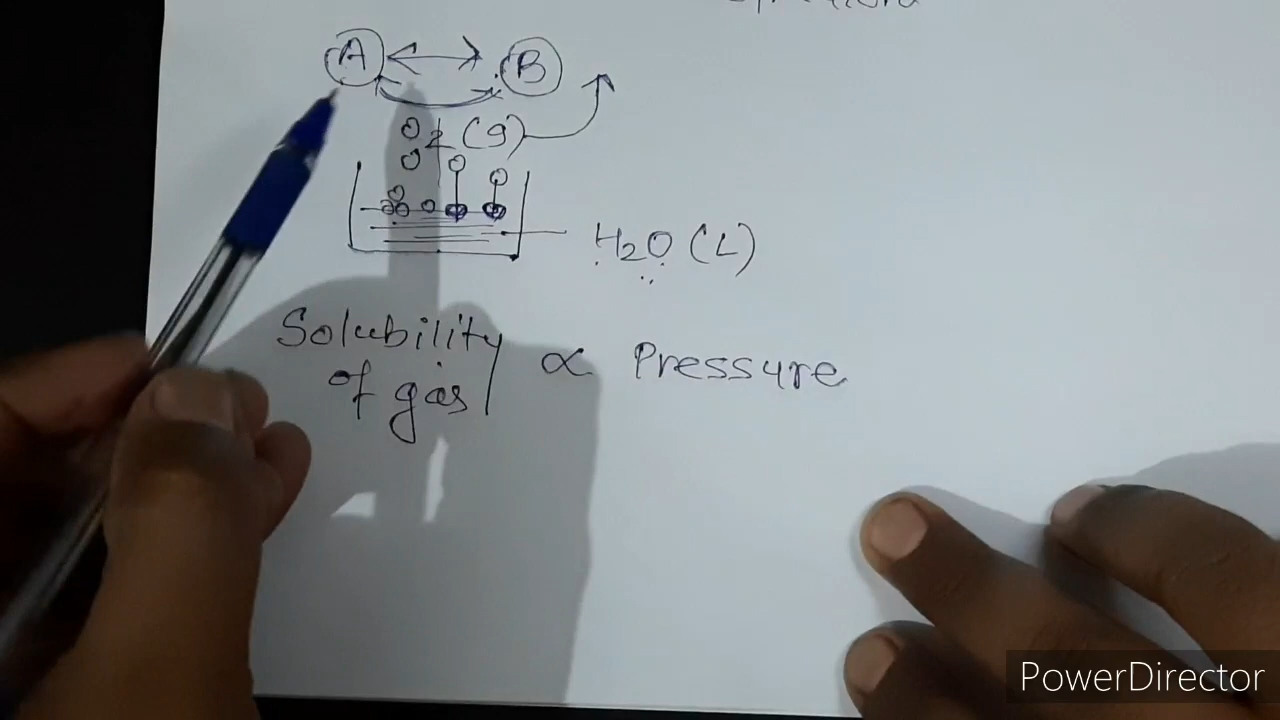 A B
O2 (g)
H2O (L)
Solubility
of gas ∝ Pressure
PowerDirector